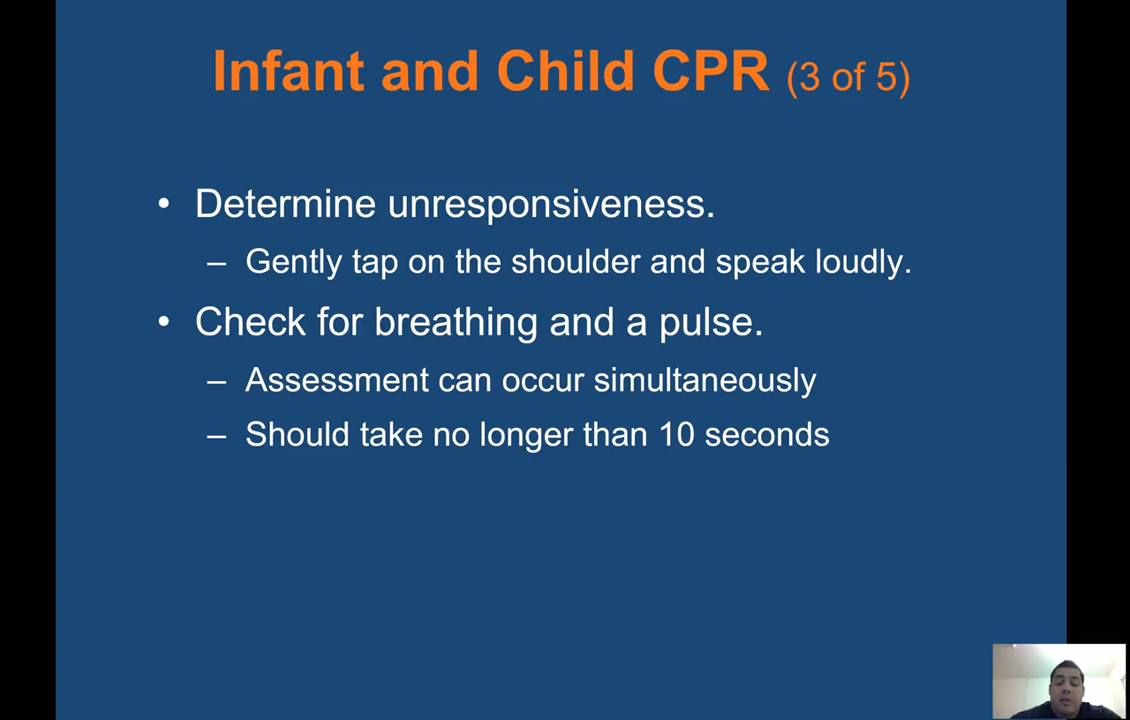 Infant and Child CPR (3 of 5)
• Determine unresponsiveness.
– Gently tap on the shoulder and speak loudly.
• Check for breathing and a pulse.
– Assessment can occur simultaneously
– Should take no longer than 10 seconds